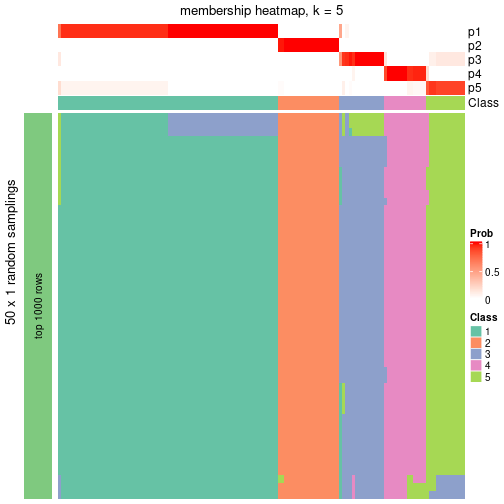 membership heatmap, k = 5
p1
p2
p3
p4
p5
Class
50 x 1 random samplings
top 1000 rows
Prob
1
0.5
0
Class
1
2
3
4
5